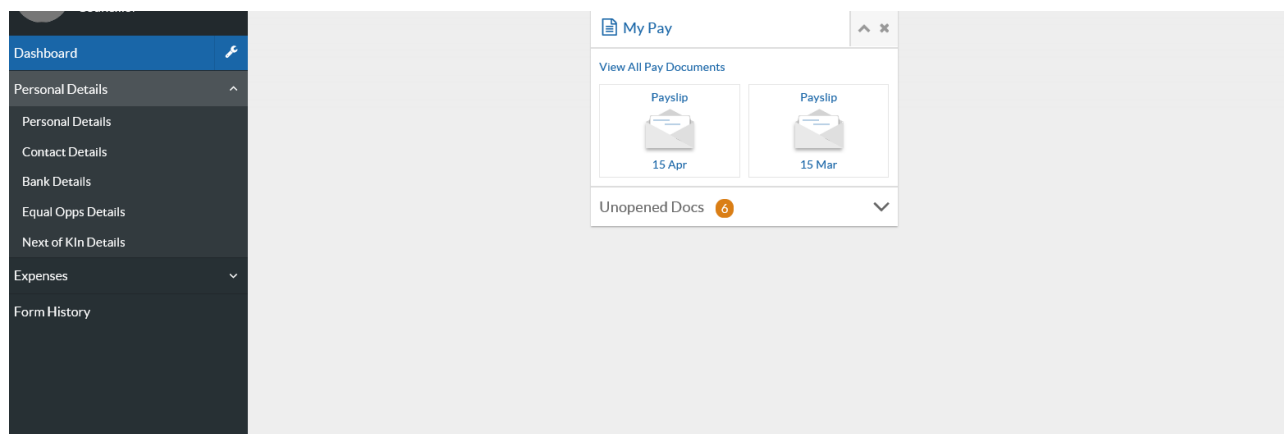 Dashboard
Personal Details
Personal Details
Contact Details
Bank Details
Equal Opps Details
Next of KIn Details
Expenses
Form History
My Pay
View All Pay Documents
Payslip
15 Apr
Payslip
15 Mar
Unopened Docs 6